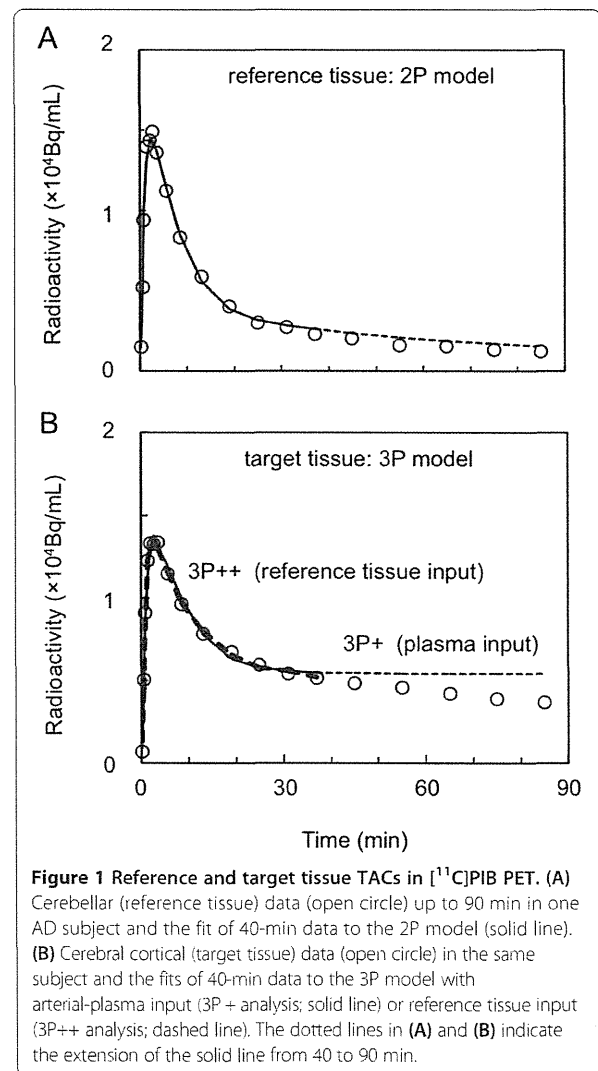 A
2
reference tissue: 2P model
Radioactivity (×10⁴Bq/mL)
1
0
B
2
target tissue: 3P model
3P++ (reference tissue input)
Radioactivity (×10⁴Bq/mL)
1
3P+ (plasma input)
0
0 30 60 90
Time (min)
Figure 1 Reference and target tissue TACs in [¹¹C]PIB PET. (A)
Cerebellar (reference tissue) data (open circle) up to 90 min in one
AD subject and the fit of 40-min data to the 2P model (solid line).
(B) Cerebral cortical (target tissue) data (open circle) in the same
subject and the fits of 40-min data to the 3P model with
arterial-plasma input (3P + analysis; solid line) or reference tissue input
(3P++ analysis; dashed line). The dotted lines in (A) and (B) indicate
the extension of the solid line from 40 to 90 min.